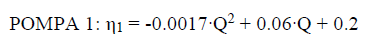 POMPA 1: η1 = -0.0017·Q² + 0.06·Q + 0.2